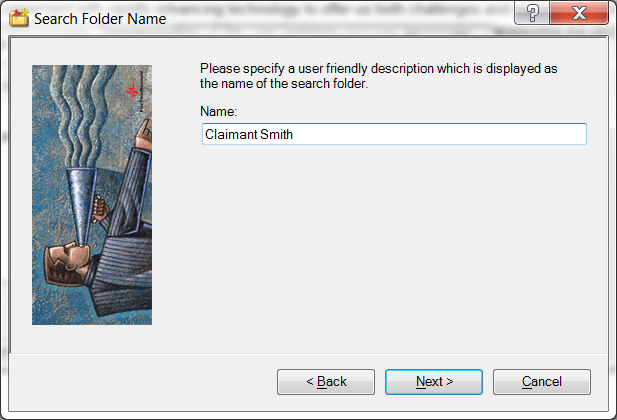 Search Folder Name
Please specify a user friendly description which is displayed as
the name of the search folder.
Name:
Claimant Smith
< Back
Next >
Cancel